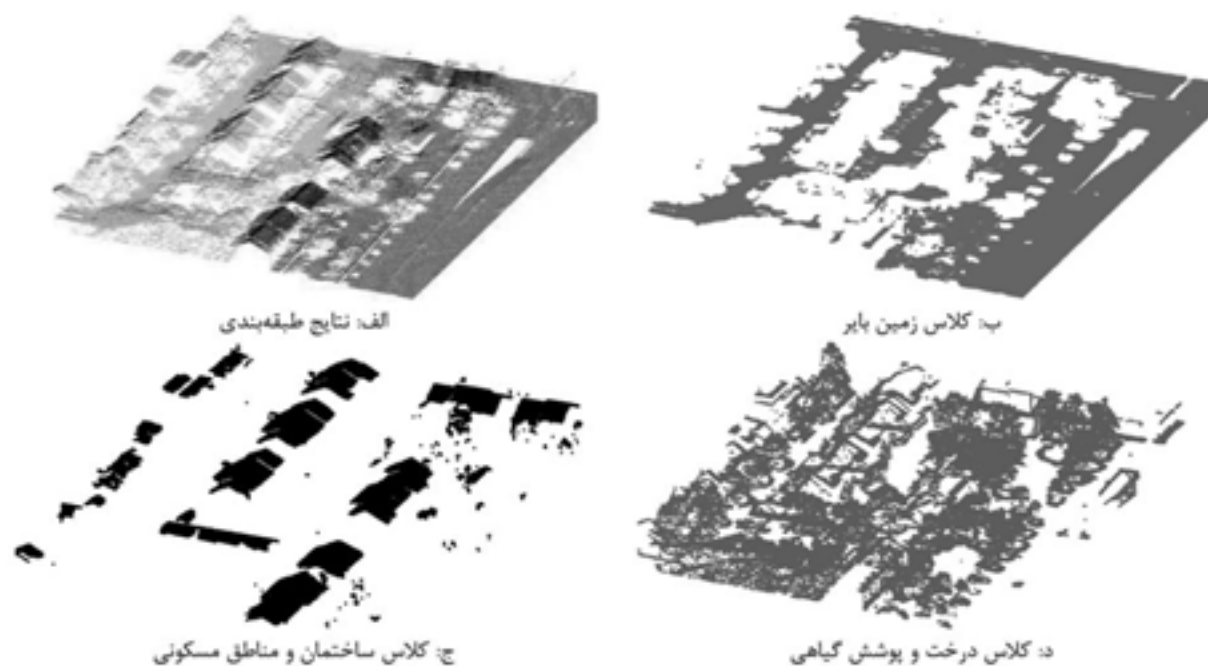 الف: نتایج طبقه‌بندی
ب: کلاس زمین بایر
ج: کلاس ساختمان و مناطق مسکونی
د: کلاس درخت و پوشش گیاهی